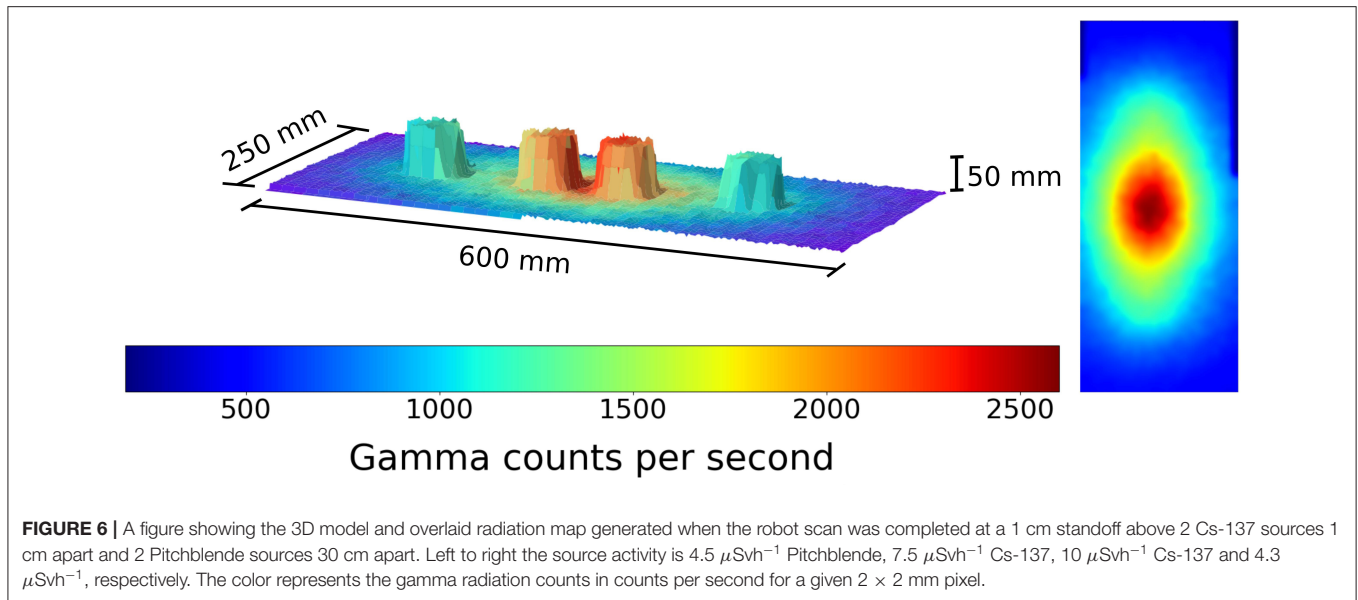 250 mm
50 mm
600 mm
500 1000 1500 2000 2500
Gamma counts per second
FIGURE 6 | A figure showing the 3D model and overlaid radiation map generated when the robot scan was completed at a 1 cm standoff above 2 Cs-137 sources 1
cm apart and 2 Pitchblende sources 30 cm apart. Left to right the source activity is 4.5 μSvh⁻¹ Pitchblende, 7.5 μSvh⁻¹ Cs-137, 10 μSvh⁻¹ Cs-137 and 4.3
μSvh⁻¹, respectively. The color represents the gamma radiation counts in counts per second for a given 2 × 2 mm pixel.